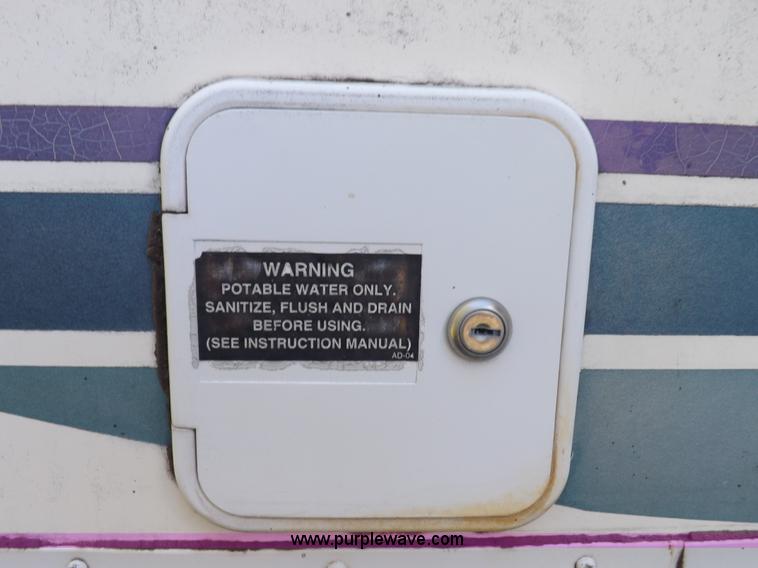 WARNING
POTABLE WATER ONLY.
SANITIZE, FLUSH AND DRAIN
BEFORE USING.
(SEE INSTRUCTION MANUAL)
AD-04
www.purplewave.com